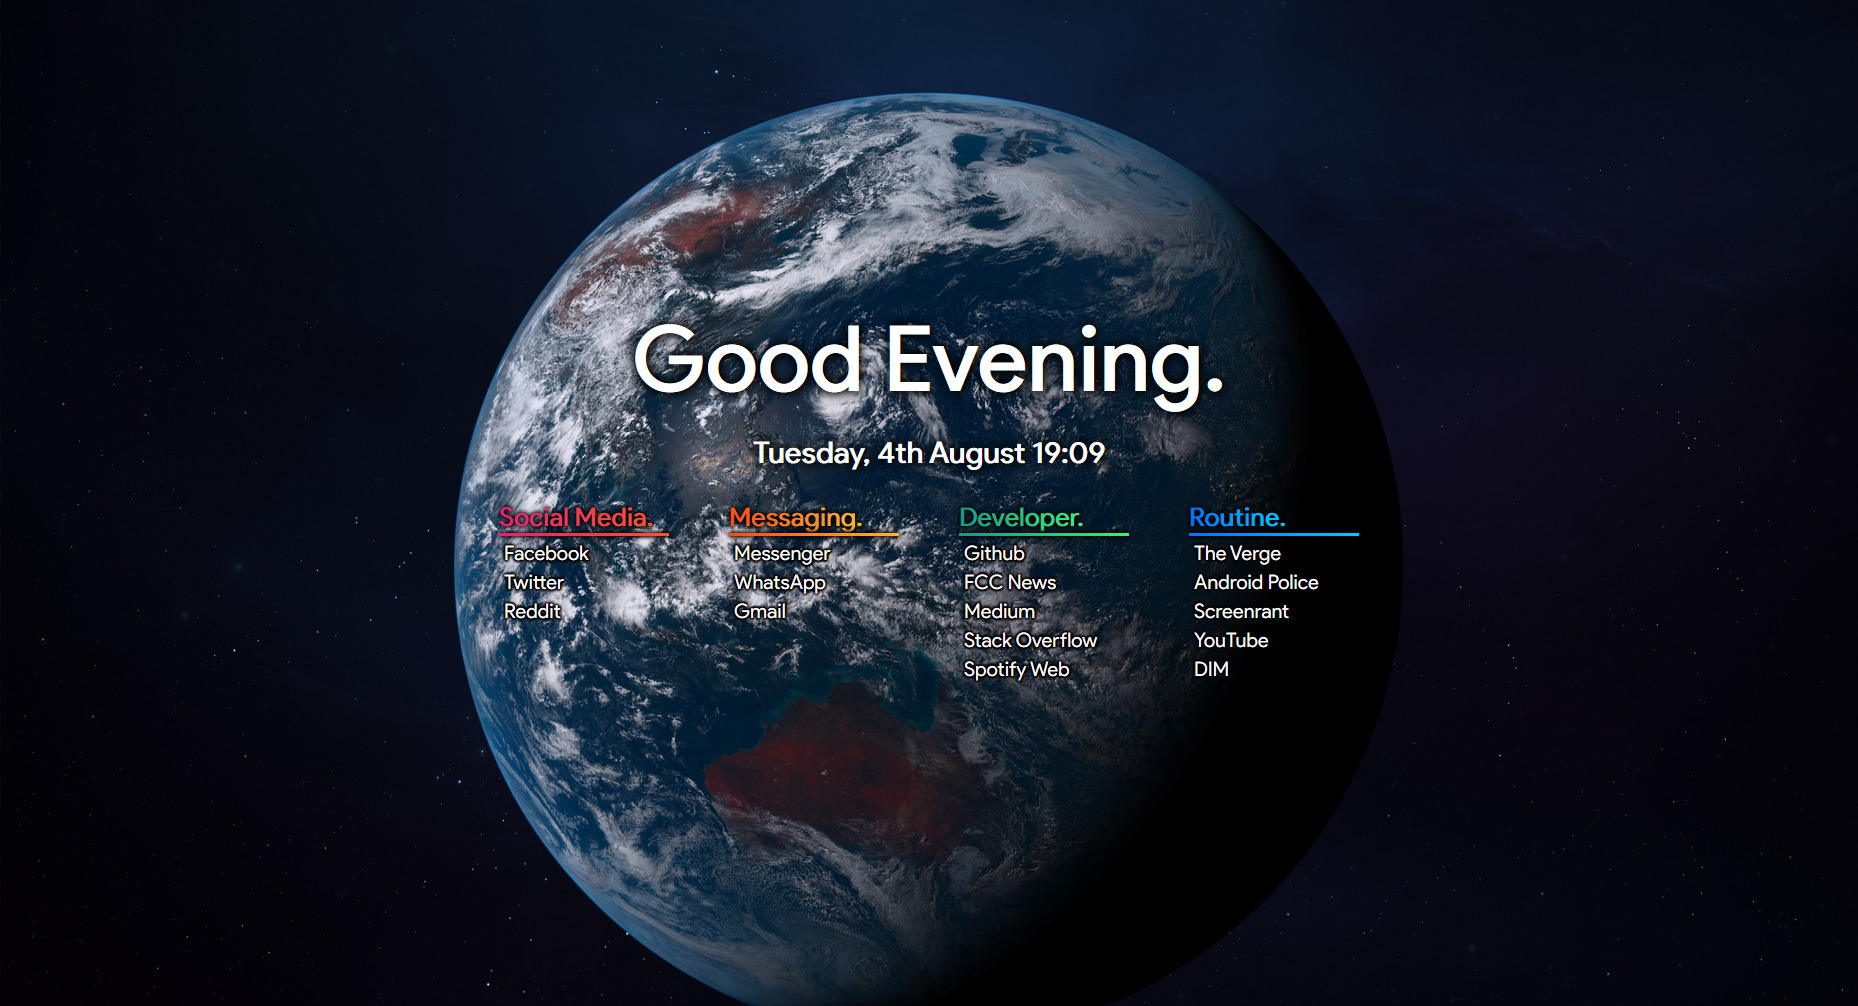 Good Evening.
Tuesday, 4th August 19:09
Social Media.
Facebook
Twitter
Reddit
Messaging.
Messenger
WhatsApp
Gmail
Developer.
Github
FCC News
Medium
Stack Overflow
Spotify Web
Routine.
The Verge
Android Police
Screenrant
YouTube
DIM